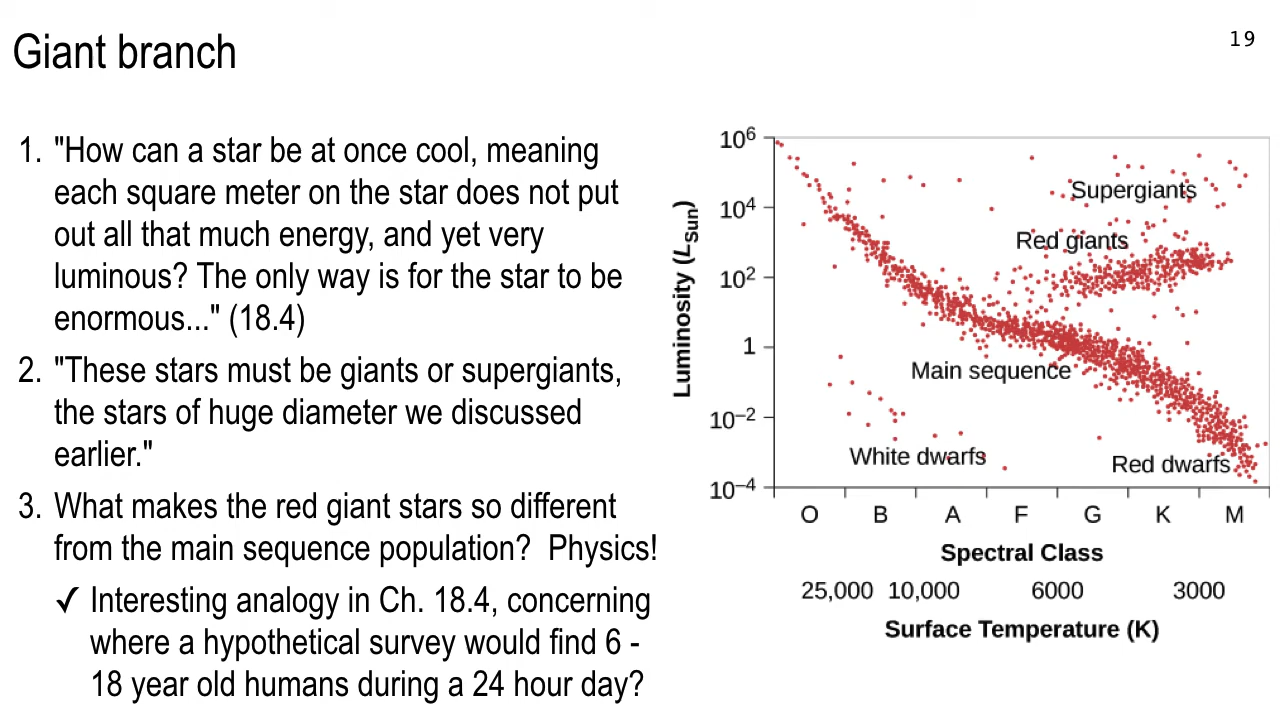 Giant branch
19
1. "How can a star be at once cool, meaning
each square meter on the star does not put
out all that much energy, and yet very
luminous? The only way is for the star to be
enormous..." (18.4)
2. "These stars must be giants or supergiants,
the stars of huge diameter we discussed
earlier."
3. What makes the red giant stars so different
from the main sequence population?  Physics!
✓ Interesting analogy in Ch. 18.4, concerning
where a hypothetical survey would find 6 -
18 year old humans during a 24 hour day?
Luminosity (L_Sun)
10⁶
10⁴
10²
1
10⁻²
10⁻⁴
Supergiants
Red giants
Main sequence
White dwarfs
Red dwarfs
O B A F G K M
Spectral Class
25,000 10,000 6000 3000
Surface Temperature (K)